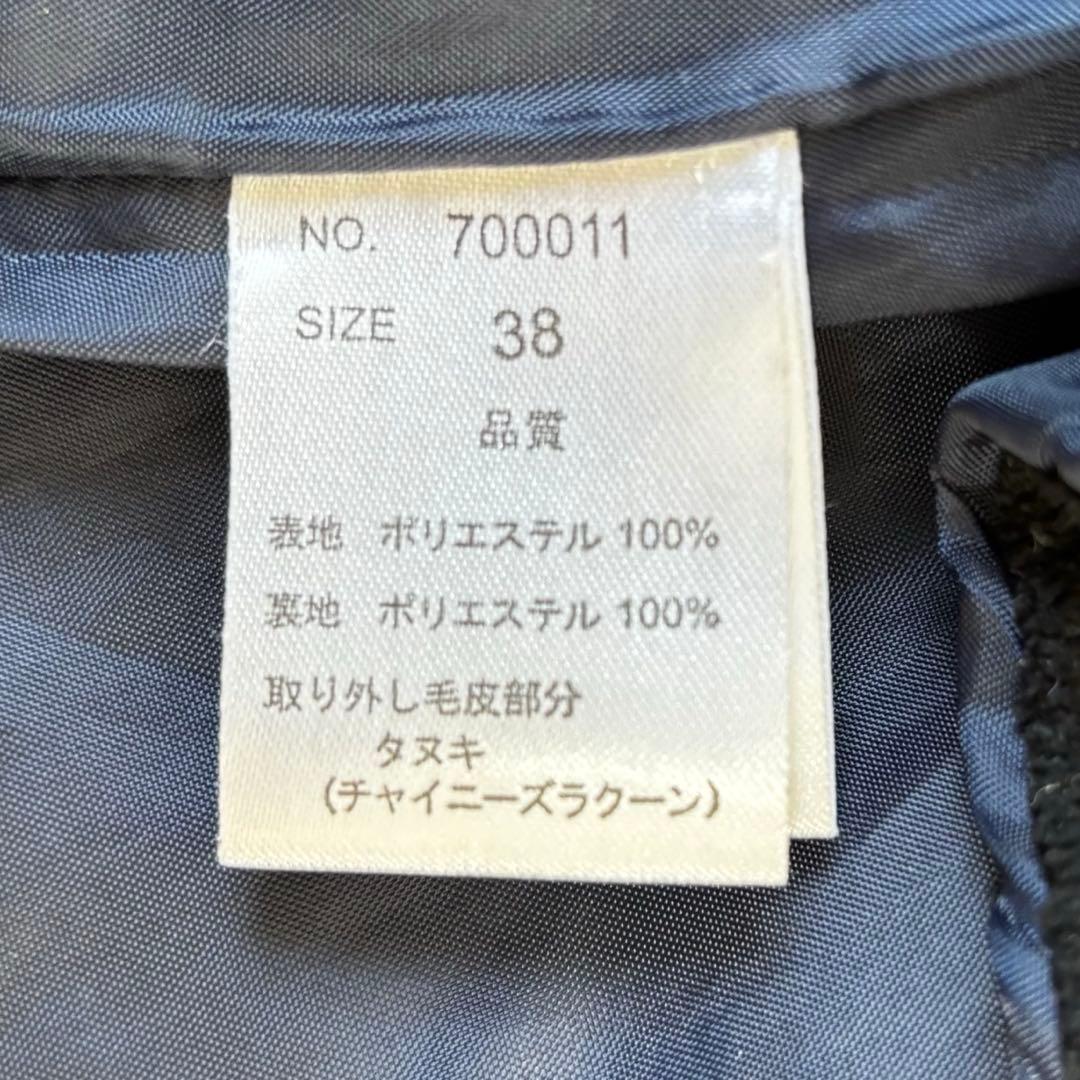 NO. 700011
SIZE 38
品質
表地 ポリエステル 100%
裏地 ポリエステル 100%
取り外し毛皮部分
タヌキ
(チャイニーズラクーン)